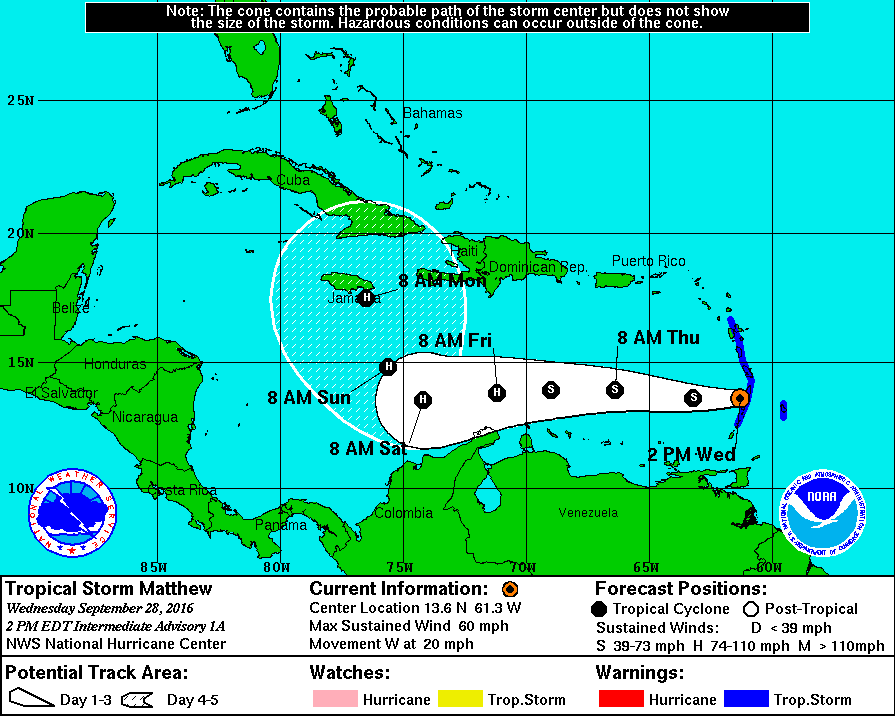 Note: The cone contains the probable path of the storm center but does not show
the size of the storm. Hazardous conditions can occur outside of the cone.
25N
Bahamas
Cuba
20N
Haiti
Dominican Rep.
Puerto Rico
8 AM Mon
Jamaica
Belize
8 AM Fri
8 AM Thu
15N
Honduras
El Salvador
8 AM Sun
Nicaragua
8 AM Sat
2 PM Wed
10N
Costa Rica
Panama
Colombia
Venezuela
H
H
H
H
S
S
S
NATIONAL WEATHER SERVICE
NOAA
85W
80W
75W
70W
65W
60W
Tropical Storm Matthew
Wednesday September 28, 2016
2 PM EDT Intermediate Advisory 1A
NWS National Hurricane Center
Current Information:
Center Location 13.6 N 61.3 W
Max Sustained Wind 60 mph
Movement W at 20 mph
Forecast Positions:
Tropical Cyclone Post-Tropical
Sustained Winds: D < 39 mph
S 39-73 mph H 74-110 mph M > 110mph
Potential Track Area:
Day 1-3 Day 4-5
Watches:
Hurricane Trop.Storm
Warnings:
Hurricane Trop.Storm